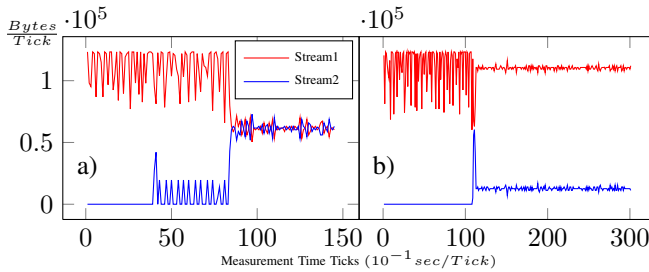 Bytes/Tick
·10^5
·10^5
1
0.5
0
Stream1
Stream2
a)
b)
0 50 100 150
0 100 200 300
Measurement Time Ticks (10^{-1}sec/Tick)